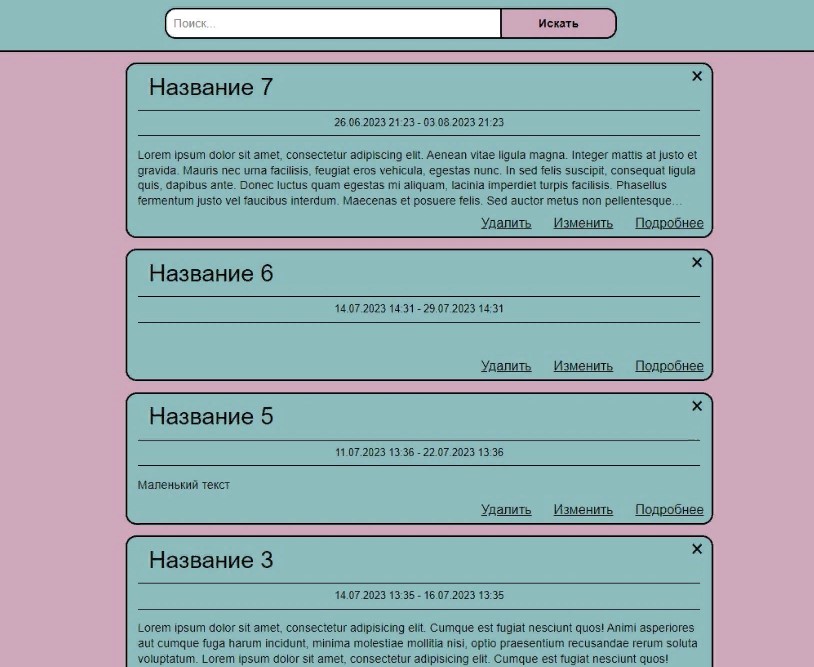 Поиск...
Искать
×
Название 7
26.06.2023 21:23 - 03.08.2023 21:23
Lorem ipsum dolor sit amet, consectetur adipiscing elit. Aenean vitae ligula magna. Integer mattis at justo et
gravida. Mauris nec urna facilisis, feugiat eros vehicula, egestas nunc. In sed felis suscipit, consequat ligula
quis, dapibus ante. Donec luctus quam egestas mi aliquam, lacinia imperdiet turpis facilisis. Phasellus
fermentum justo vel faucibus interdum. Maecenas et posuere felis. Sed auctor metus non pellentesque...
Удалить Изменить Подробнее
×
Название 6
14.07.2023 14:31 - 29.07.2023 14:31
Удалить Изменить Подробнее
×
Название 5
11.07.2023 13:36 - 22.07.2023 13:36
Маленький текст
Удалить Изменить Подробнее
×
Название 3
14.07.2023 13:35 - 16.07.2023 13:35
Lorem ipsum dolor sit amet, consectetur adipisicing elit. Cumque est fugiat nesciunt quos! Animi asperiores
aut cumque fuga harum incidunt, minima molestiae mollitia nisi, optio praesentium recusandae rerum soluta
voluptatum. Lorem ipsum dolor sit amet, consectetur adipisicing elit. Cumque est fugiat nesciunt quos!